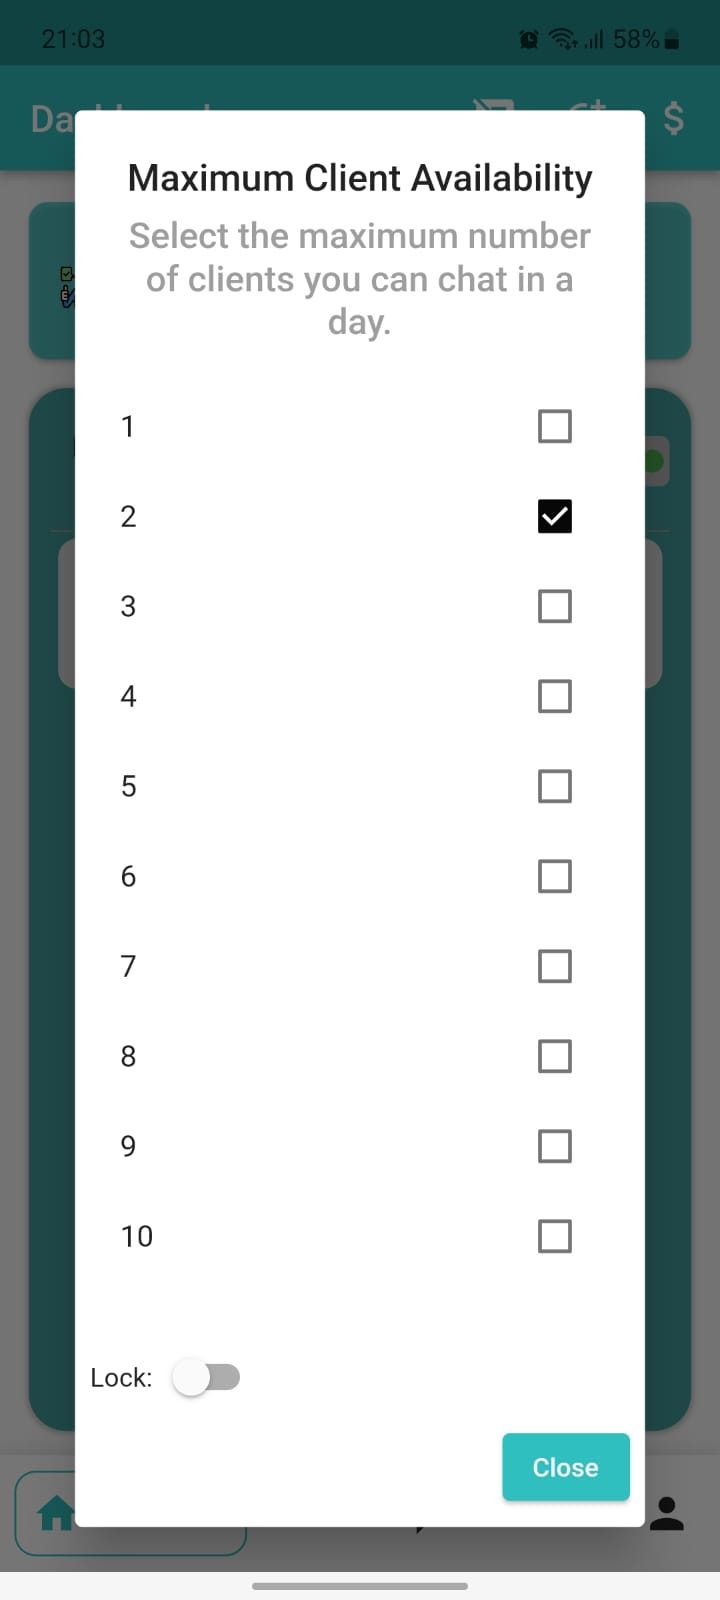 21:03
58%
Da
$
Maximum Client Availability
Select the maximum number
of clients you can chat in a
day.
1
2
3
4
5
6
7
8
9
10
Lock:
Close